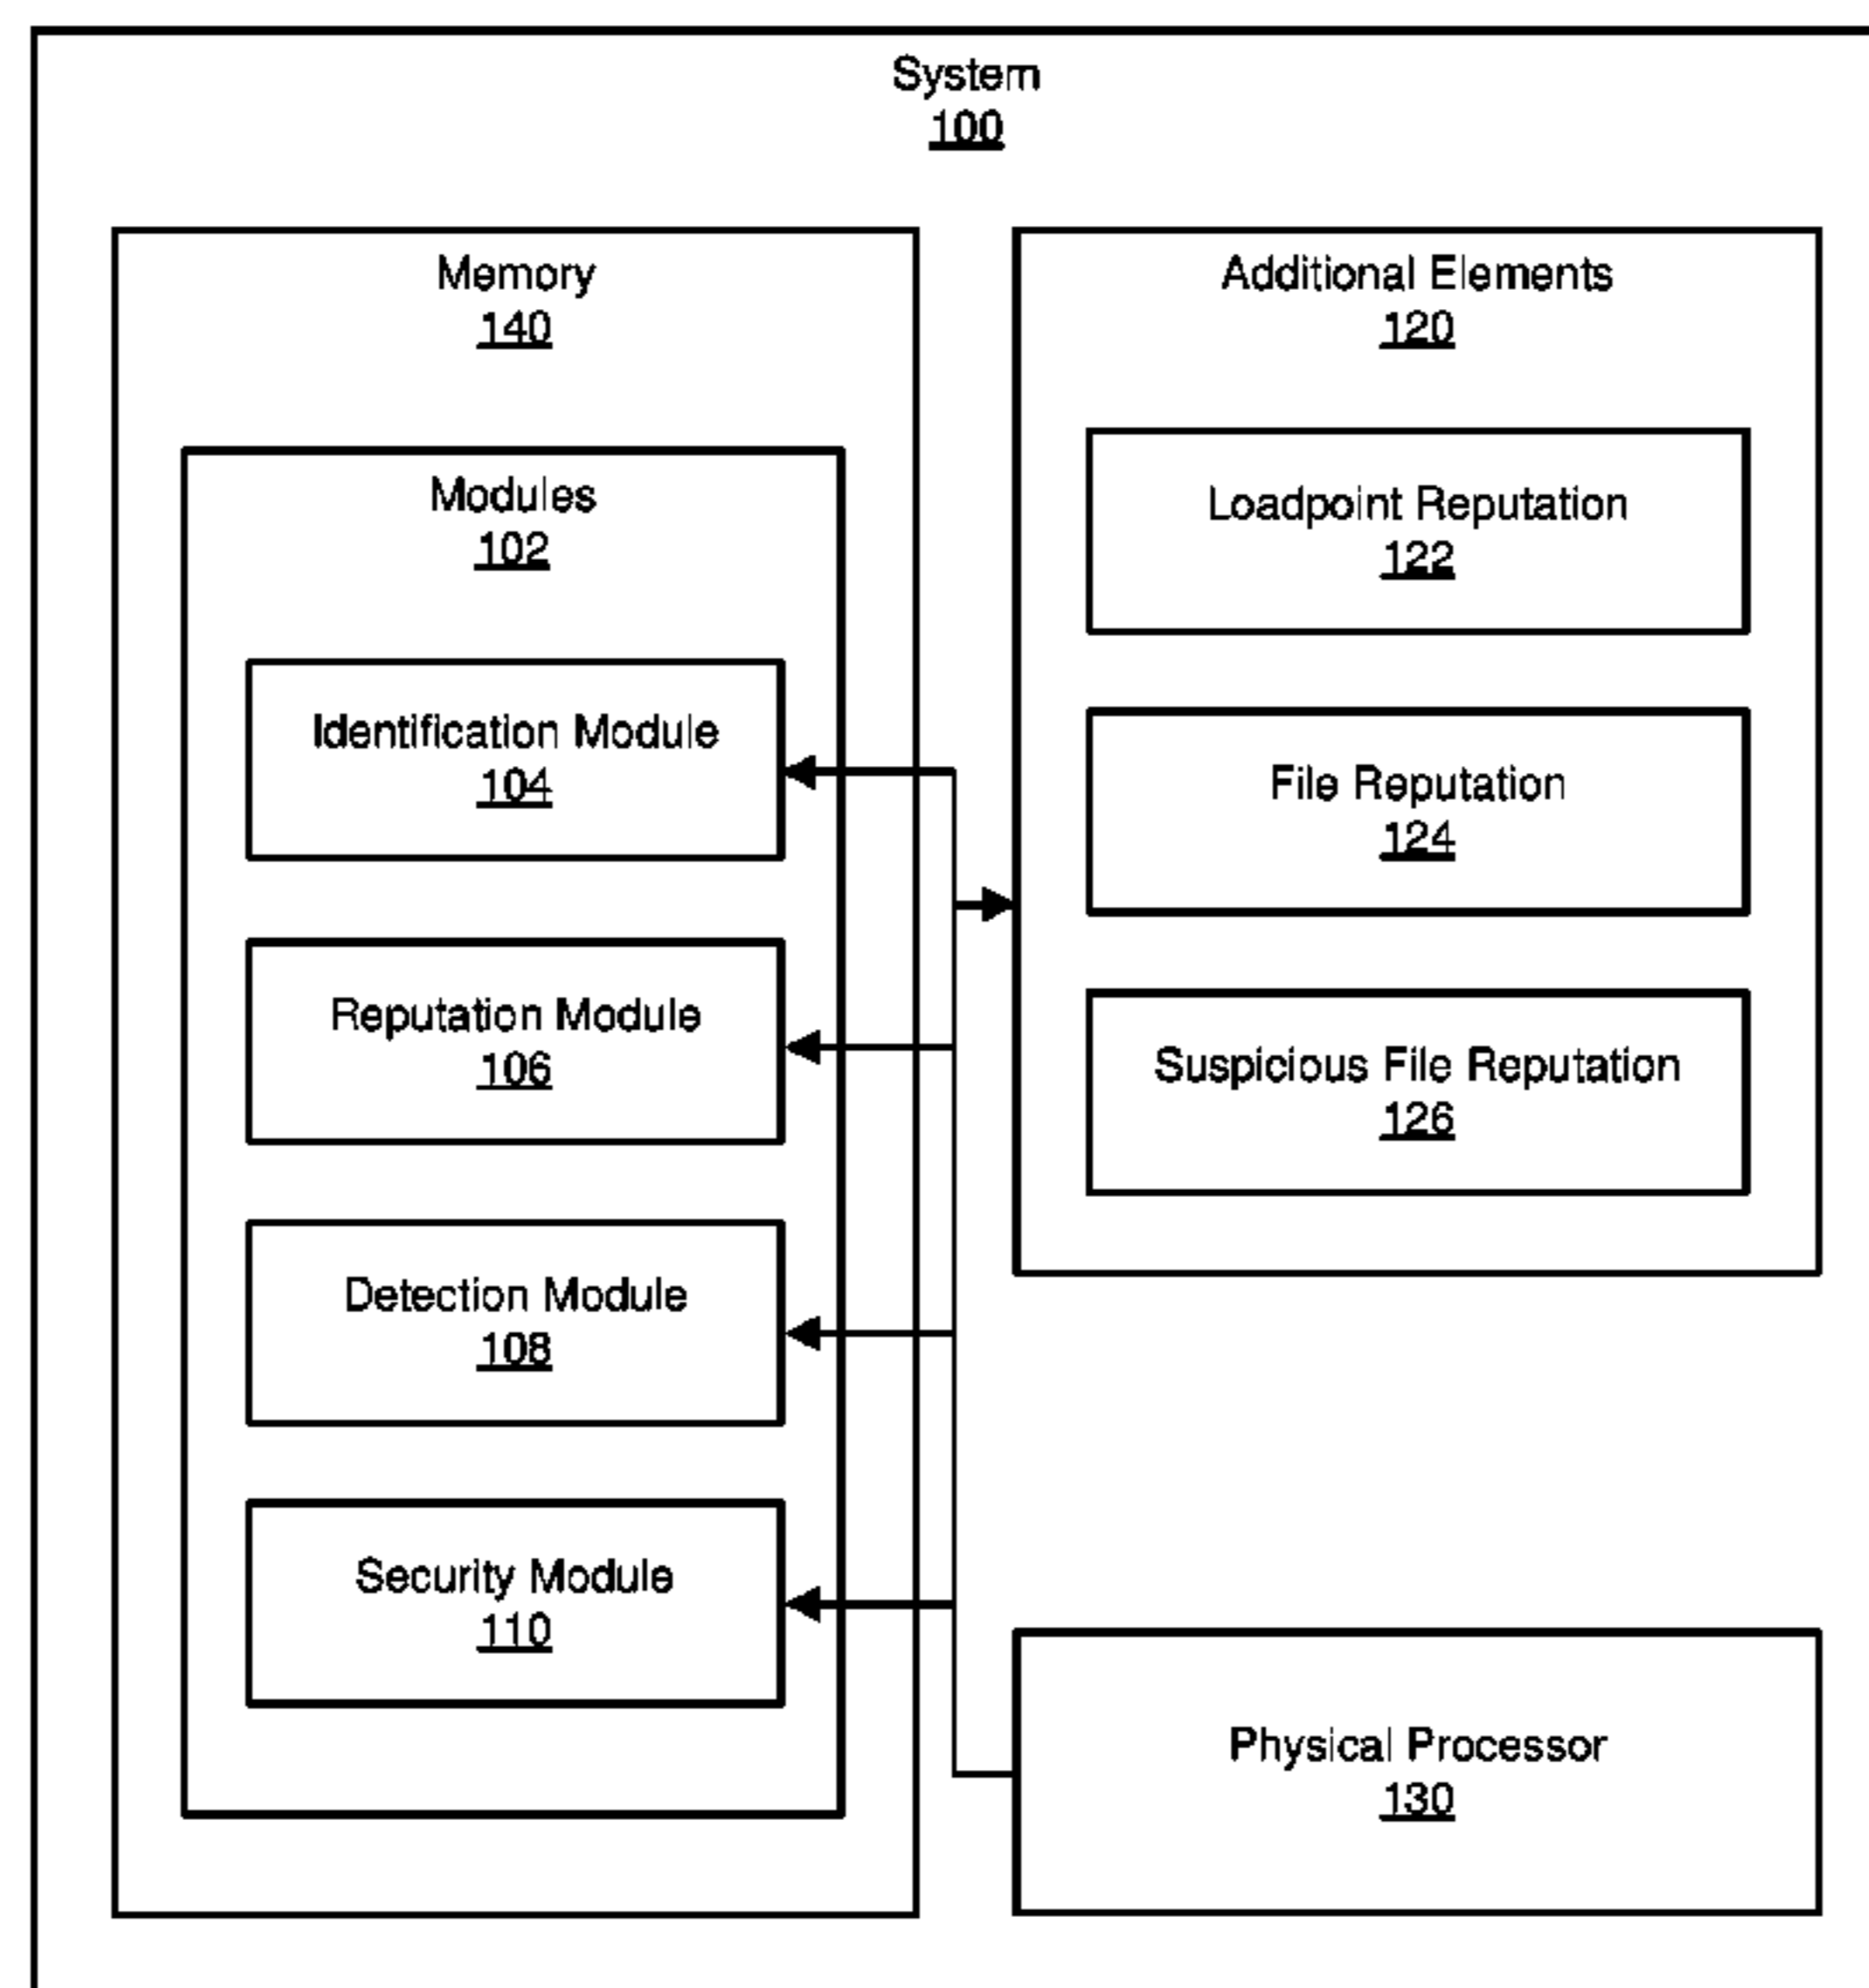 System
100
Memory
140
Modules
102
Identification Module
104
Reputation Module
106
Detection Module
108
Security Module
110
Additional Elements
120
Loadpoint Reputation
122
File Reputation
124
Suspicious File Reputation
126
Physical Processor
130